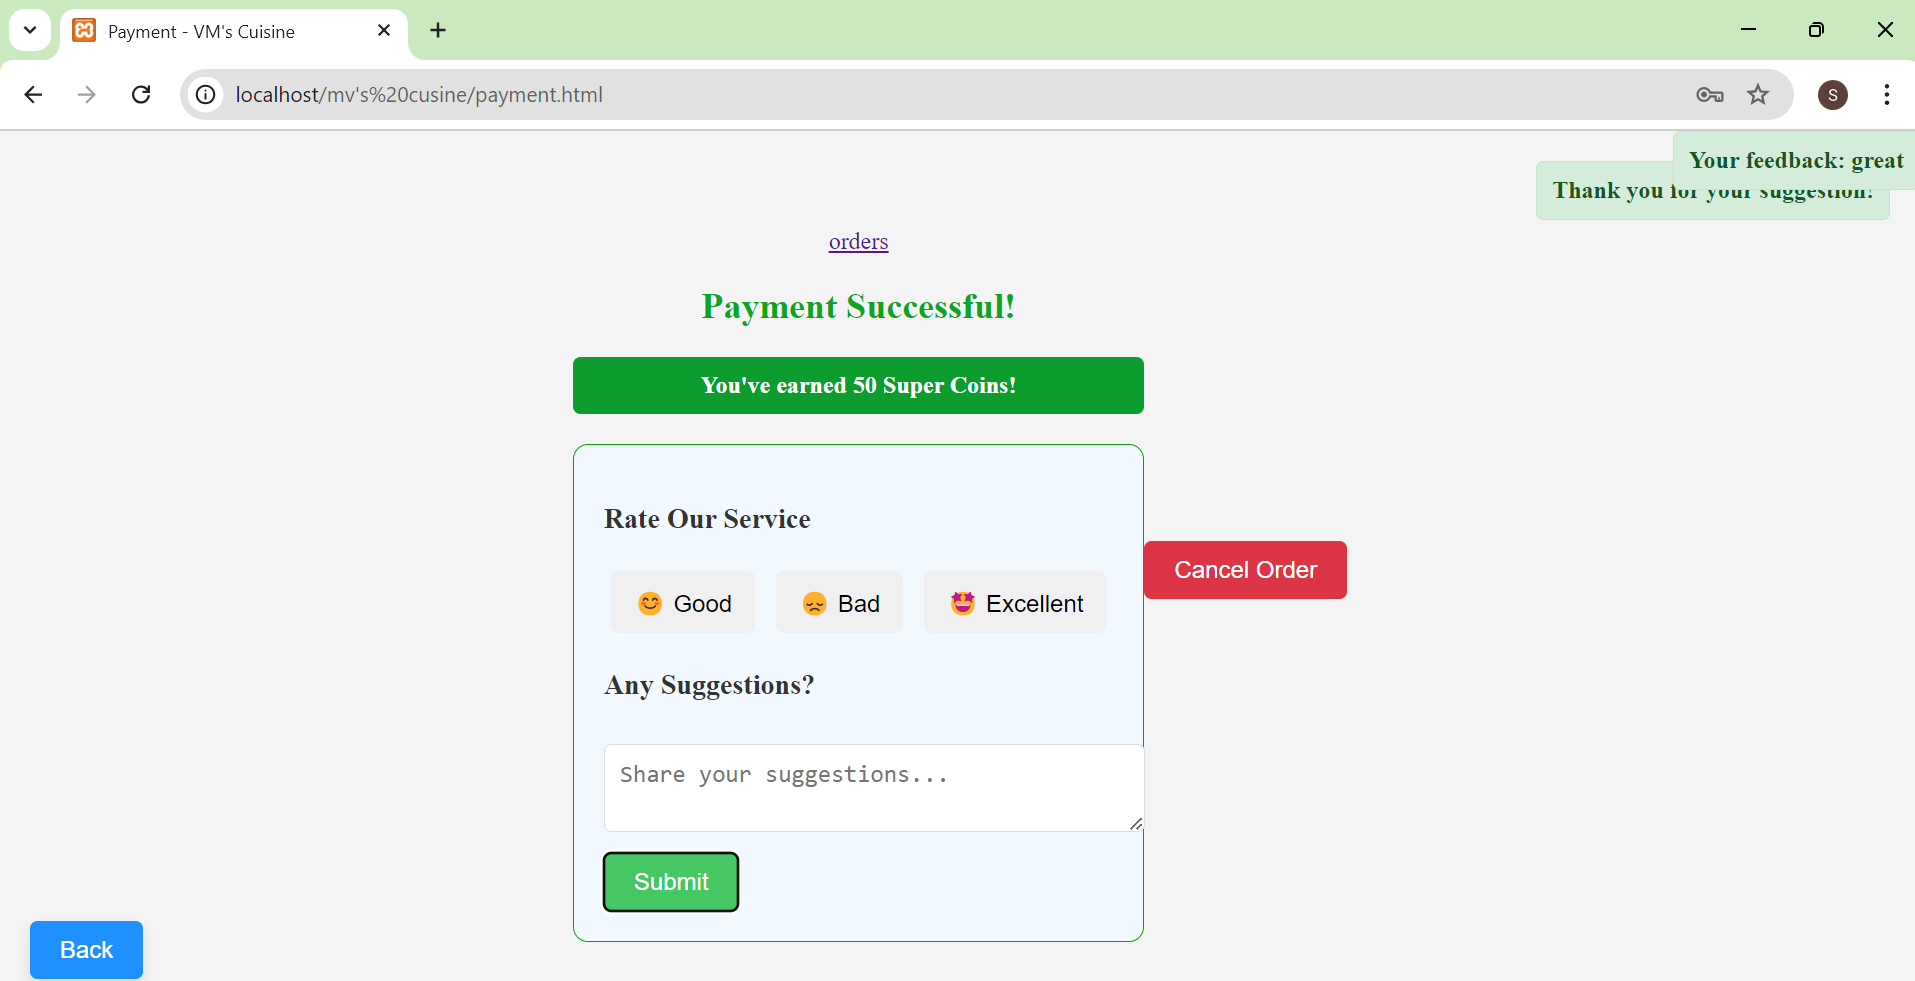 Payment - VM's Cuisine
localhost/mv's%20cusine/payment.html
S
Your feedback: great
Thank you for your suggestion!
orders
Payment Successful!
You've earned 50 Super Coins!
Rate Our Service
Good
Bad
Excellent
Cancel Order
Any Suggestions?
Share your suggestions...
Submit
Back